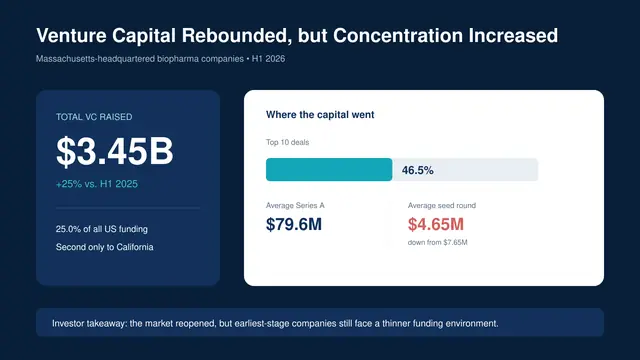 Venture Capital Rebounded, but Concentration Increased
Massachusetts-headquartered biopharma companies • H1 2026
TOTAL VC RAISED
$3.45B
+25% vs. H1 2025
25.0% of all US funding
Second only to California
Where the capital went
Top 10 deals
46.5%
Average Series A
$79.6M
Average seed round
$4.65M
down from $7.65M
Investor takeaway: the market reopened, but earliest-stage companies still face a thinner funding environment.